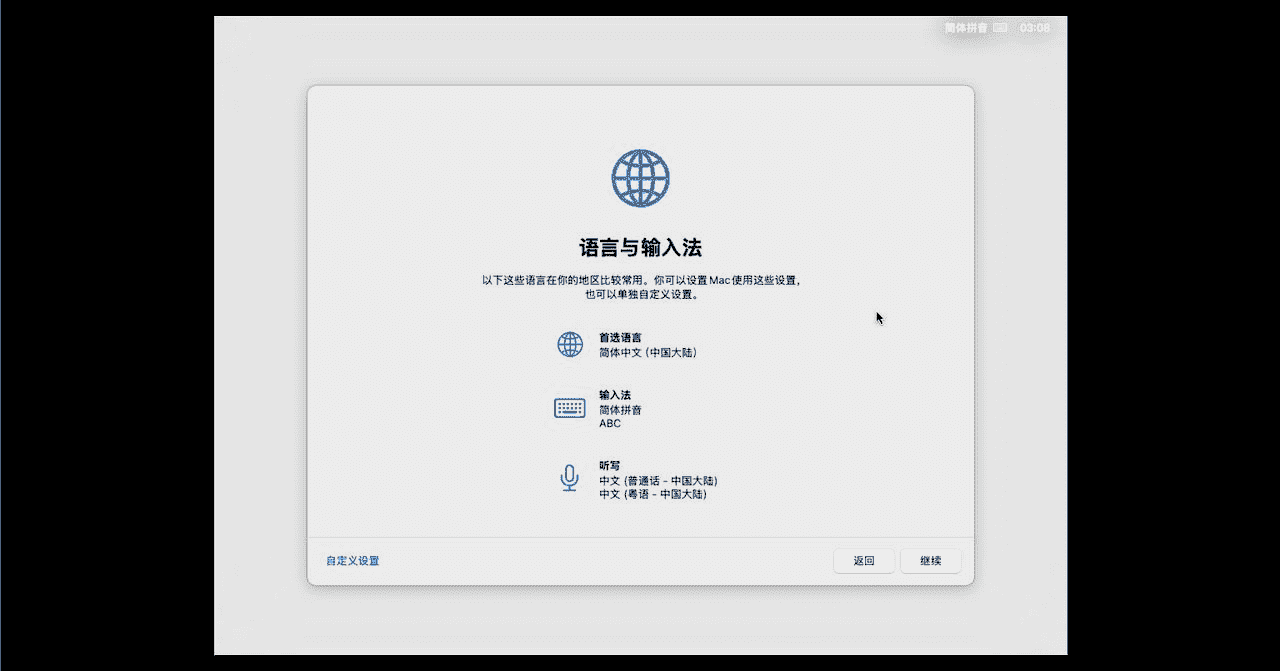 简体拼音 03:08
语言与输入法
以下这些语言在你的地区比较常用。你可以设置 Mac 使用这些设置，
也可以单独自定义设置。
首选语言
简体中文 (中国大陆)
输入法
简体拼音
ABC
听写
中文 (普通话 - 中国大陆)
中文 (粤语 - 中国大陆)
自定义设置
返回
继续